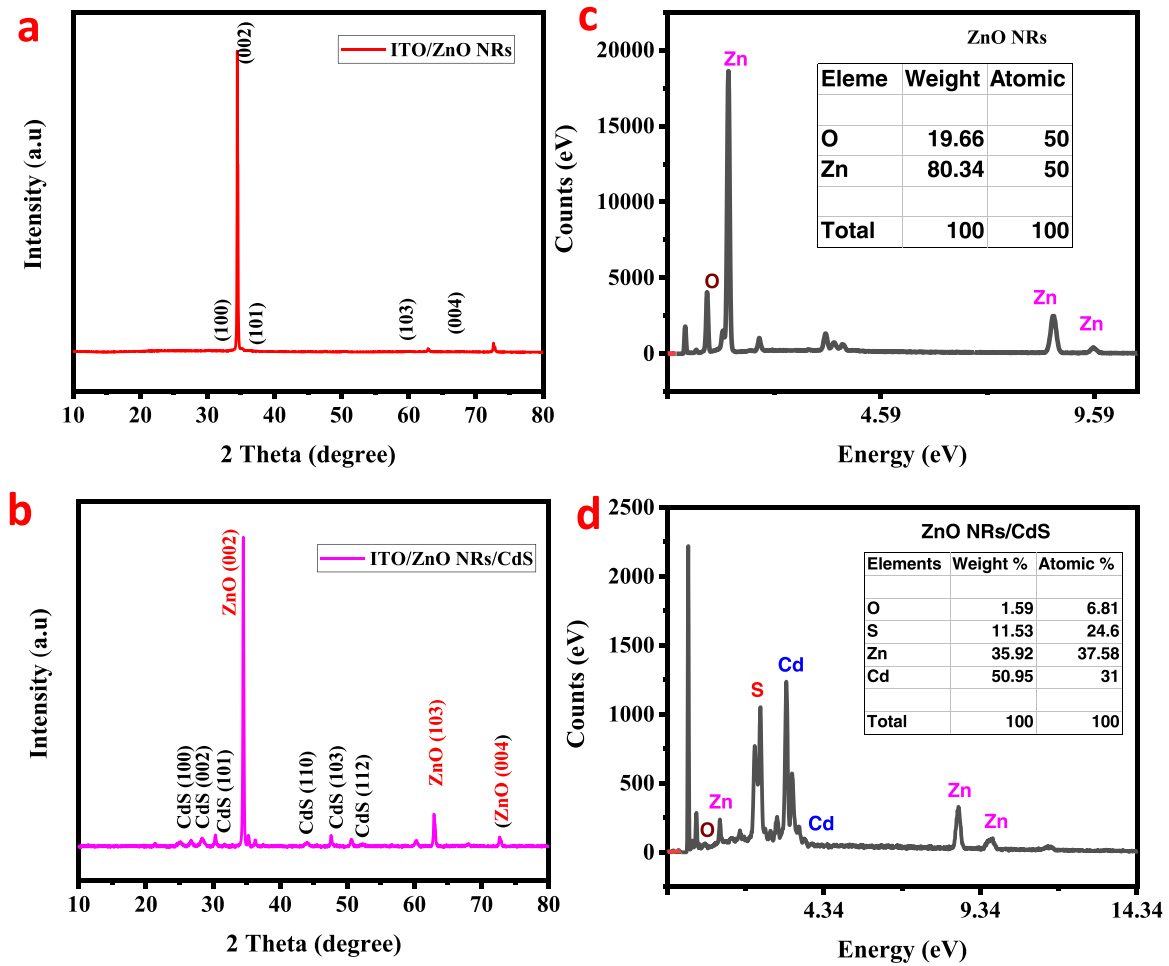 a
ITO/ZnO NRs
(002)
(100)
(101)
(103)
(004)
Intensity (a.u)
10 20 30 40 50 60 70 80
2 Theta (degree)
c
ZnO NRs
Zn
O
Zn
Zn
Eleme Weight Atomic
O 19.66 50
Zn 80.34 50
Total 100 100
Counts (eV)
20000
15000
10000
5000
0
4.59 9.59
Energy (eV)
b
ITO/ZnO NRs/CdS
ZnO (002)
CdS (100)
CdS (002)
CdS (101)
CdS (110)
CdS (103)
CdS (112)
ZnO (103)
(ZnO (004)
Intensity (a.u)
10 20 30 40 50 60 70 80
2 Theta (degree)
d
ZnO NRs/CdS
Elements Weight % Atomic %
O 1.59 6.81
S 11.53 24.6
Zn 35.92 37.58
Cd 50.95 31
Total 100 100
O
Zn
S
Cd
Cd
Zn
Zn
Counts (eV)
2500
2000
1500
1000
500
0
4.34 9.34 14.34
Energy (eV)